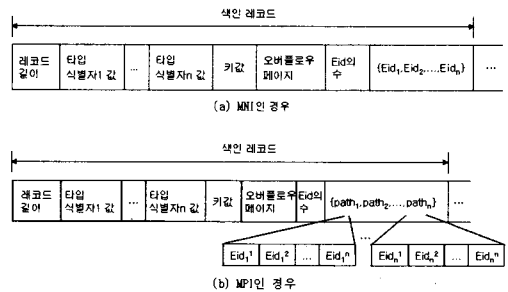 색인 레코드
레코드 길이 타입 식별자1 값 ... 타입 식별자n 값 키값 오버플로우 페이지 Eid의 수 {Eid₁,Eid₂,...,Eidₙ} ...
(a) MNI인 경우
색인 레코드
레코드 길이 타입 식별자1 값 ... 타입 식별자n 값 키값 오버플로우 페이지 Eid의 수 {path₁,path₂,...,pathₙ} ...
...
Eid₁¹ Eid₁² ... Eid₁ⁿ Eidₙ¹ Eidₙ² ... Eidₙⁿ
(b) MPI인 경우